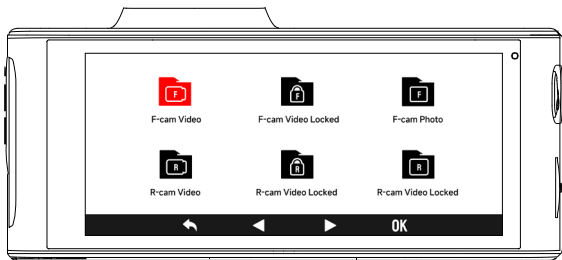 F F F
F-cam Video F-cam Video Locked F-cam Photo
R R R
R-cam Video R-cam Video Locked R-cam Video Locked
OK